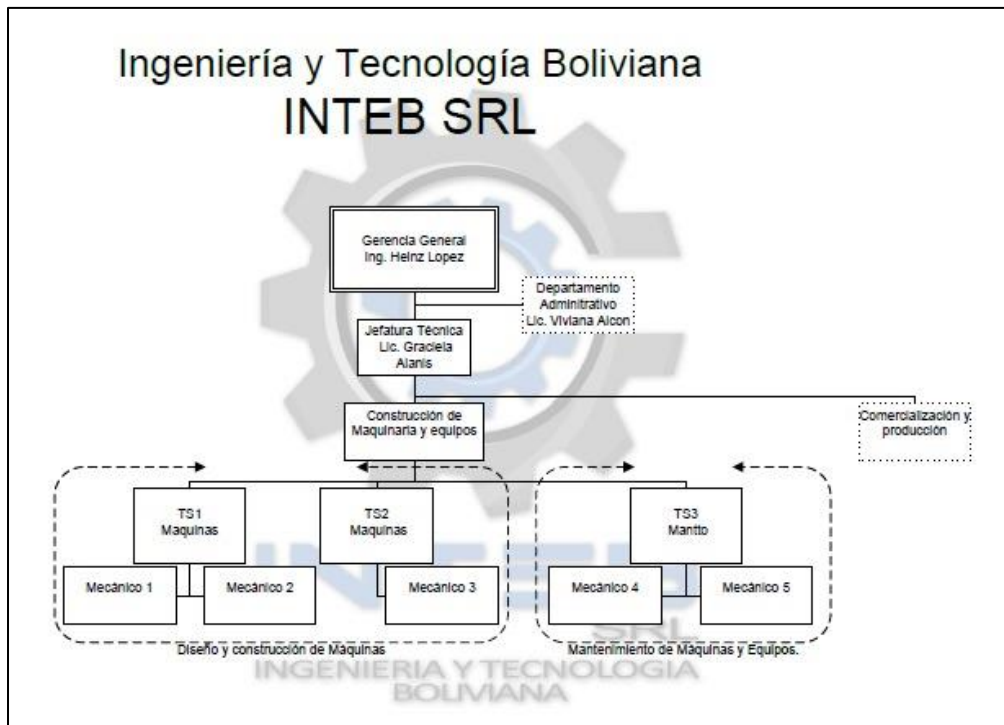 Ingeniería y Tecnología Boliviana
INTEB SRL
Gerencia General
Ing. Heinz Lopez
Departamento
Adminitrativo
Lic. Viviana Alcon
Jefatura Técnica
Lic. Graciela
Alanis
Construcción de
Maquinaria y equipos
Comercialización y
producción
TS1
Maquinas
TS2
Maquinas
TS3
Mantto
Mecánico 1
Mecánico 2
Mecánico 3
Mecánico 4
Mecánico 5
Diseño y construcción de Máquinas
Mantenimiento de Máquinas y Equipos.
INTEB
SRL
INGENIERIA Y TECNOLOGIA
BOLIVIANA